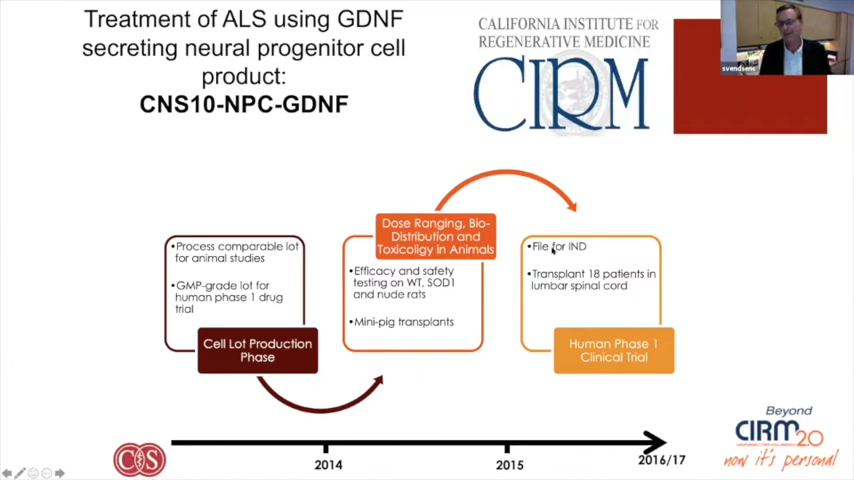 Treatment of ALS using GDNF
secreting neural progenitor cell
product:
CNS10-NPC-GDNF
CALIFORNIA INSTITUTE FOR
REGENERATIVE MEDICINE
CIRM
svendsenc
•Process comparable lot
for animal studies
•GMP-grade lot for
human phase 1 drug
trial
Cell Lot Production
Phase
Dose Ranging, Bio-
Distribution and
Toxicoligy in Animals
•Efficacy and safety
testing on WT, SOD1
and nude rats
•Mini-pig transplants
•File for IND
•Transplant 18 patients in
lumbar spinal cord
Human Phase 1
Clinical Trial
2014
2015
2016/17
Beyond
CIRM 2.0
now it's personal